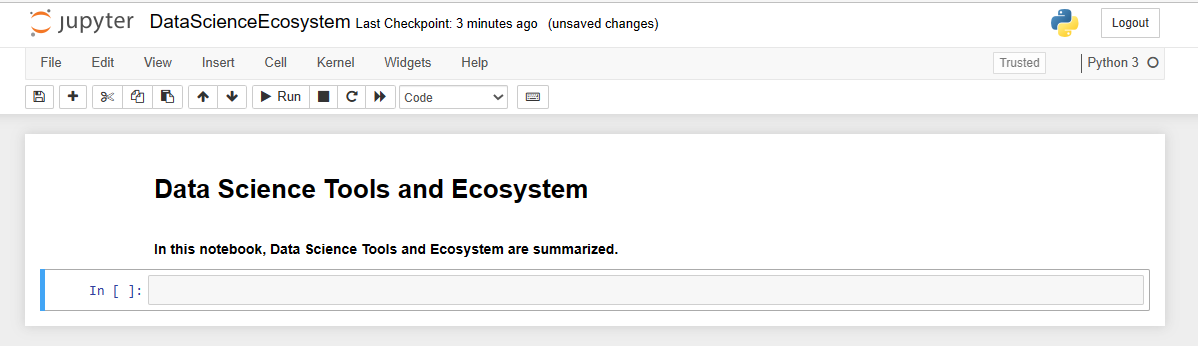 jupyter DataScienceEcosystem Last Checkpoint: 3 minutes ago (unsaved changes) Logout
File Edit View Insert Cell Kernel Widgets Help Trusted Python 3
Run Code
Data Science Tools and Ecosystem
In this notebook, Data Science Tools and Ecosystem are summarized.
In [ ]: